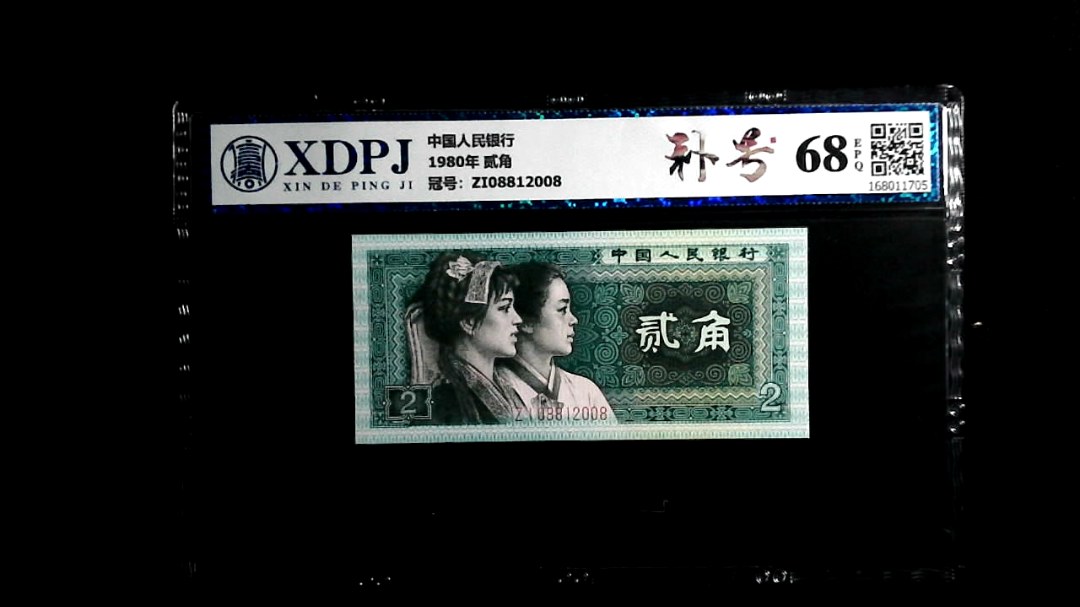 XDPJ
XIN DE PING JI
中国人民银行
1980年 贰角
冠号: ZI08812008
补号
68
EPQ
168011705
中国人民银行
贰角
2
2
ZI08812008